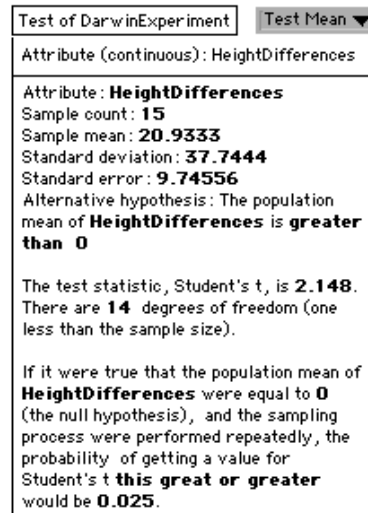 Test of DarwinExperiment Test Mean
Attribute (continuous): HeightDifferences
Attribute: HeightDifferences
Sample count: 15
Sample mean: 20.9333
Standard deviation: 37.7444
Standard error: 9.74556
Alternative hypothesis: The population
mean of HeightDifferences is greater
than 0
The test statistic, Student's t, is 2.148.
There are 14 degrees of freedom (one
less than the sample size).
If it were true that the population mean of
HeightDifferences were equal to 0
(the null hypothesis), and the sampling
process were performed repeatedly, the
probability of getting a value for
Student's t this great or greater
would be 0.025.